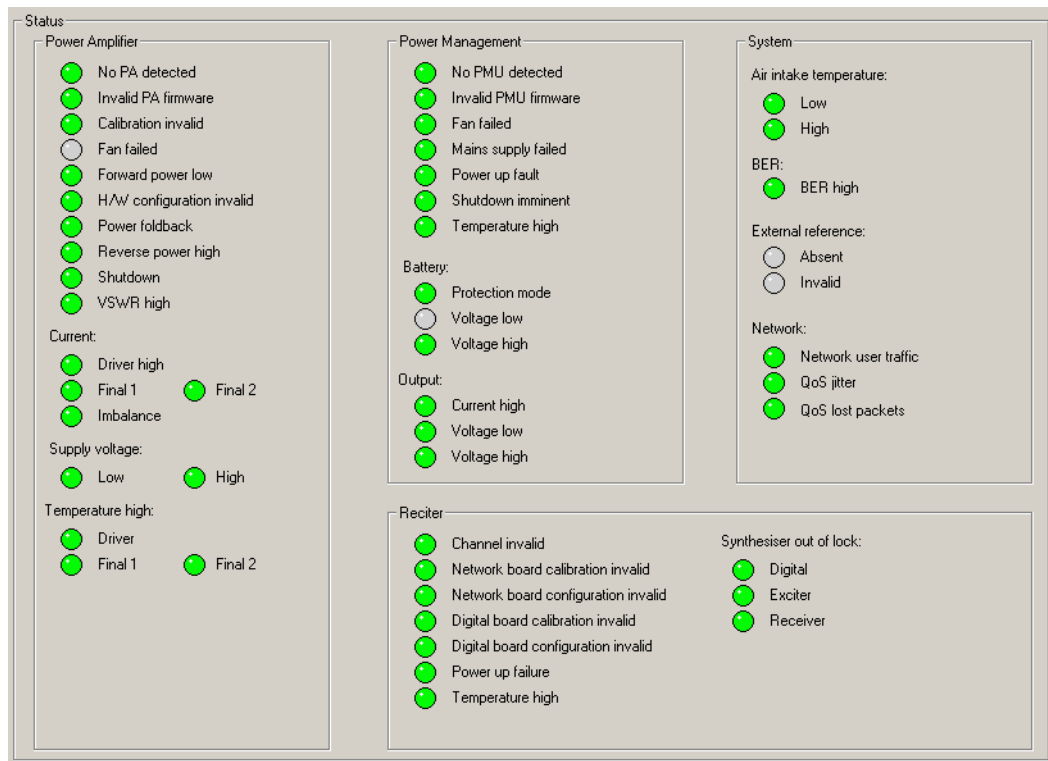 Status
Power Amplifier
No PA detected
Invalid PA firmware
Calibration invalid
Fan failed
Forward power low
H/W configuration invalid
Power foldback
Reverse power high
Shutdown
VSWR high
Current:
Driver high
Final 1 Final 2
Imbalance
Supply voltage:
Low High
Temperature high:
Driver
Final 1 Final 2
Power Management
No PMU detected
Invalid PMU firmware
Fan failed
Mains supply failed
Power up fault
Shutdown imminent
Temperature high
Battery:
Protection mode
Voltage low
Voltage high
Output:
Current high
Voltage low
Voltage high
System
Air intake temperature:
Low
High
BER:
BER high
External reference:
Absent
Invalid
Network:
Network user traffic
QoS jitter
QoS lost packets
Reciter
Channel invalid
Network board calibration invalid
Network board configuration invalid
Digital board calibration invalid
Digital board configuration invalid
Power up failure
Temperature high
Synthesiser out of lock:
Digital
Exciter
Receiver